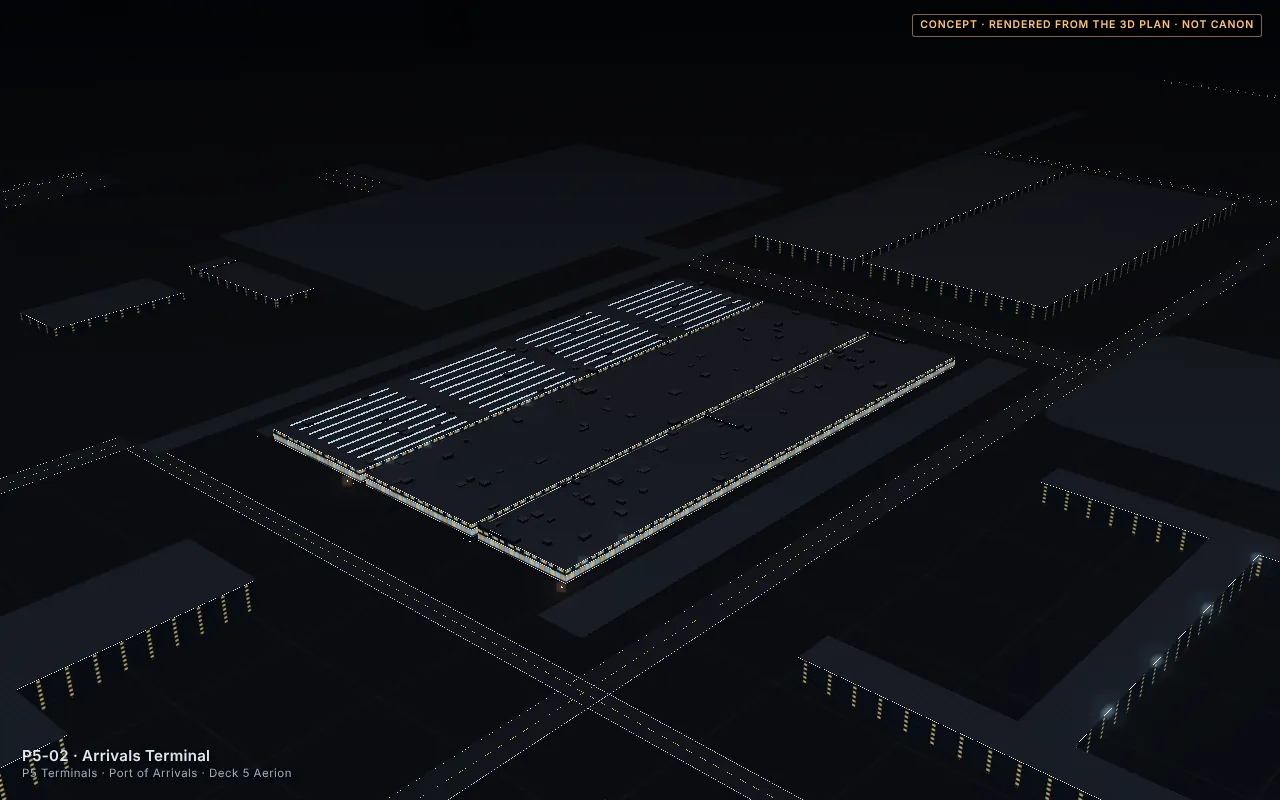 CONCEPT · RENDERED FROM THE 3D PLAN · NOT CANON
P5-02 · Arrivals Terminal
P5 Terminals · Port of Arrivals · Deck 5 Aerion